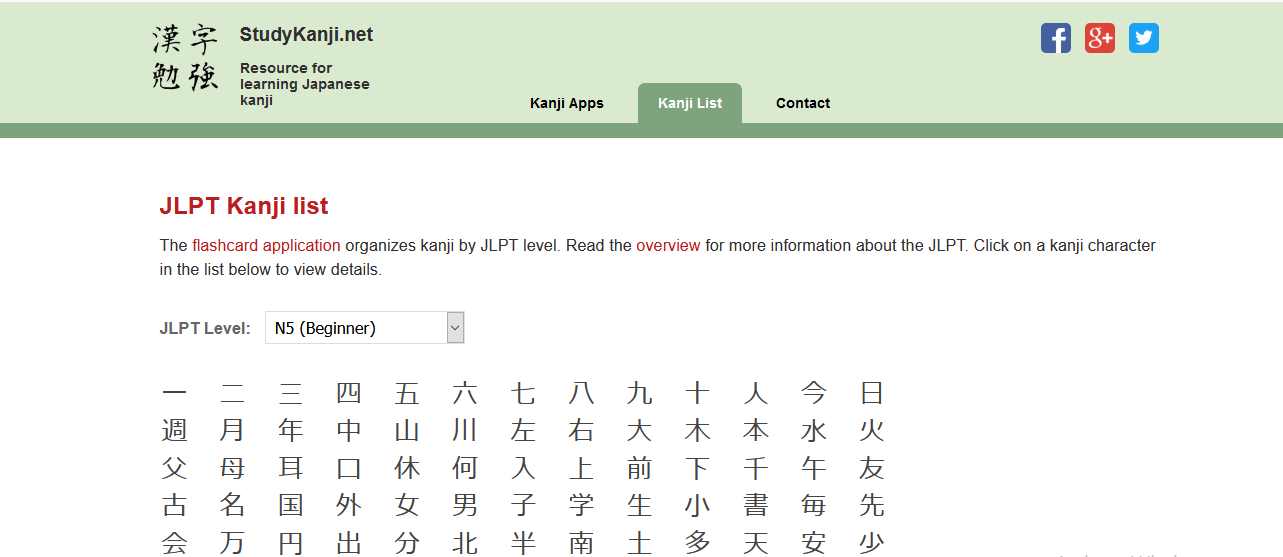 漢字
勉強
StudyKanji.net
Resource for
learning Japanese
kanji
Kanji Apps Kanji List Contact
JLPT Kanji list
The flashcard application organizes kanji by JLPT level. Read the overview for more information about the JLPT. Click on a kanji character
in the list below to view details.
JLPT Level: N5 (Beginner)
一 二 三 四 五 六 七 八 九 十 人 今 日
週 月 年 中 山 川 左 右 大 木 本 水 火
父 母 耳 口 休 何 入 上 前 下 千 午 友
古 名 国 外 女 男 子 学 生 小 書 毎 先
会 万 円 出 分 北 半 南 土 多 天 安 少